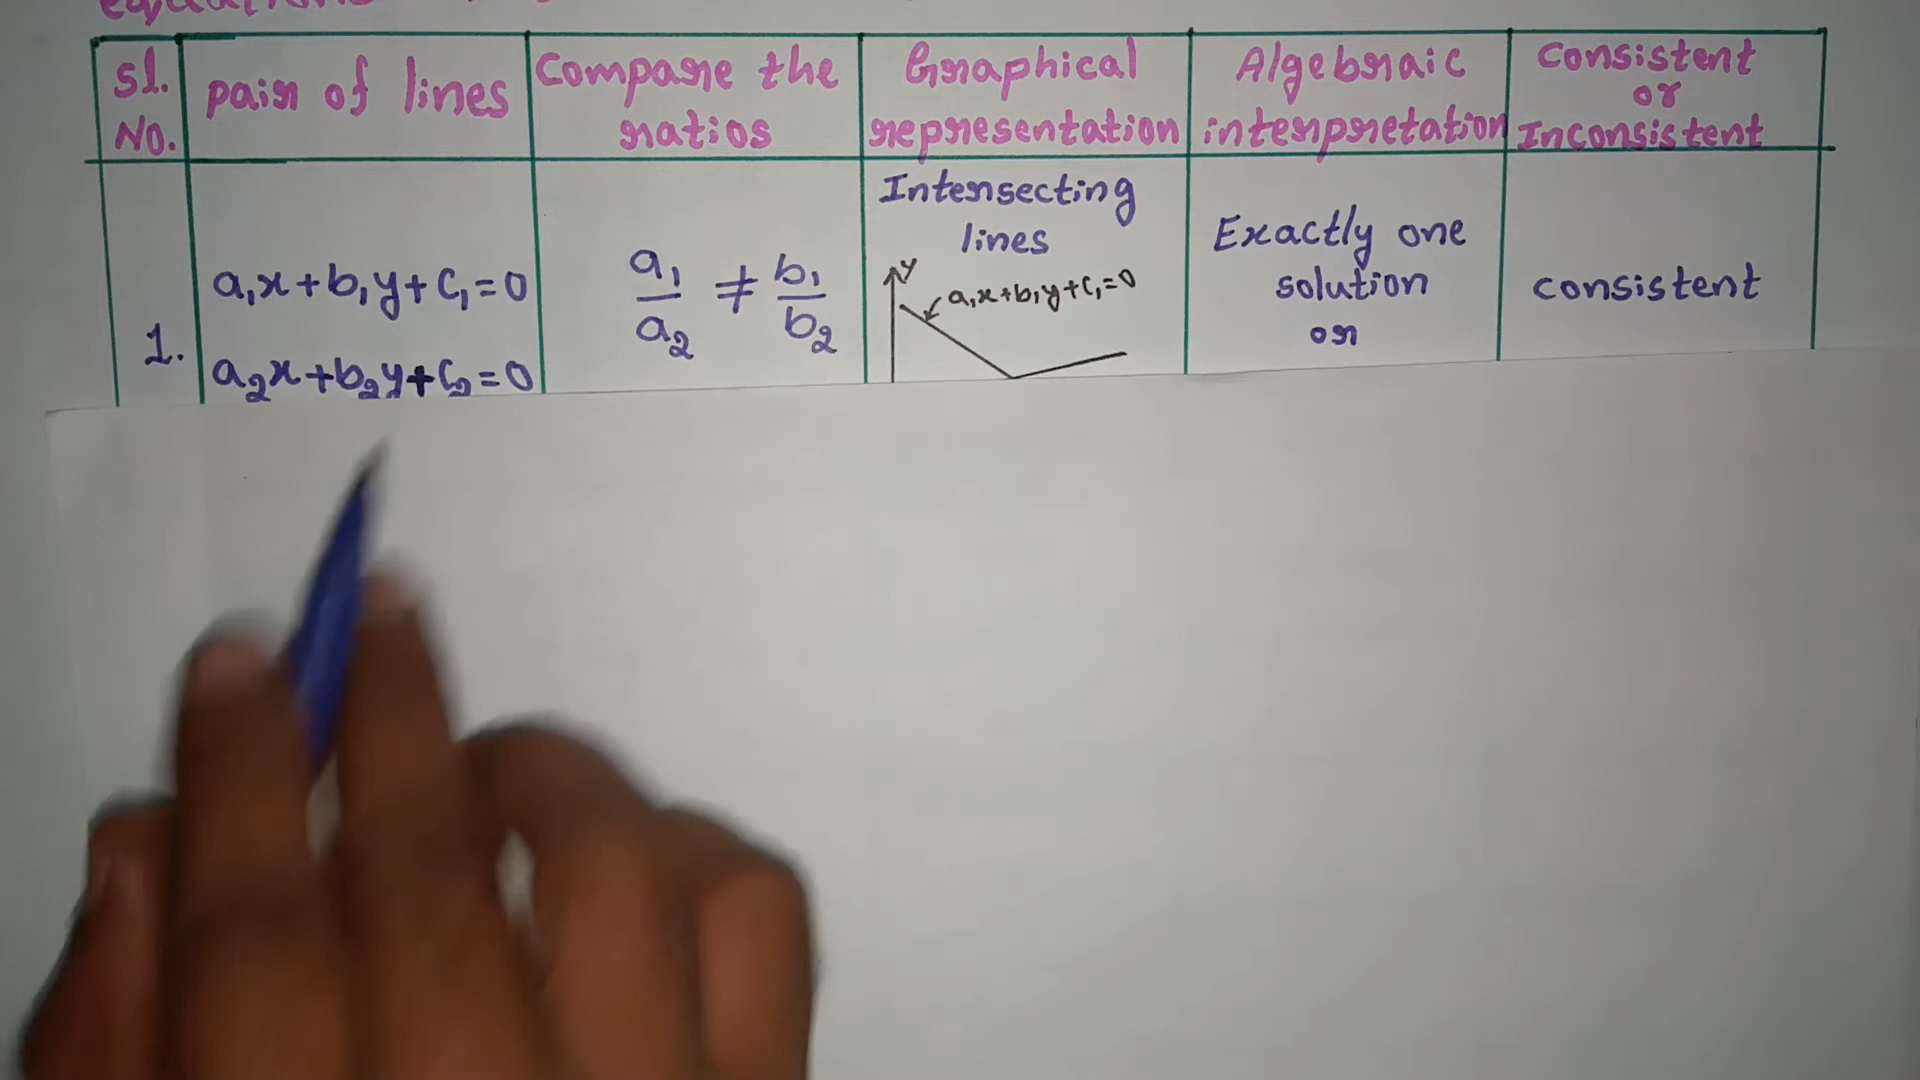 equations
Sl. No.
pair of lines
Compare the ratios
Graphical representation
Algebraic interpretation
Consistent or Inconsistent
1.
a₁x+b₁y+c₁=0
a₂x+b₂y+c₂=0
a₁/a₂ ≠ b₁/b₂
Intersecting
lines
Y
a₁x+b₁y+c₁=0
Exactly one
solution
or
consistent